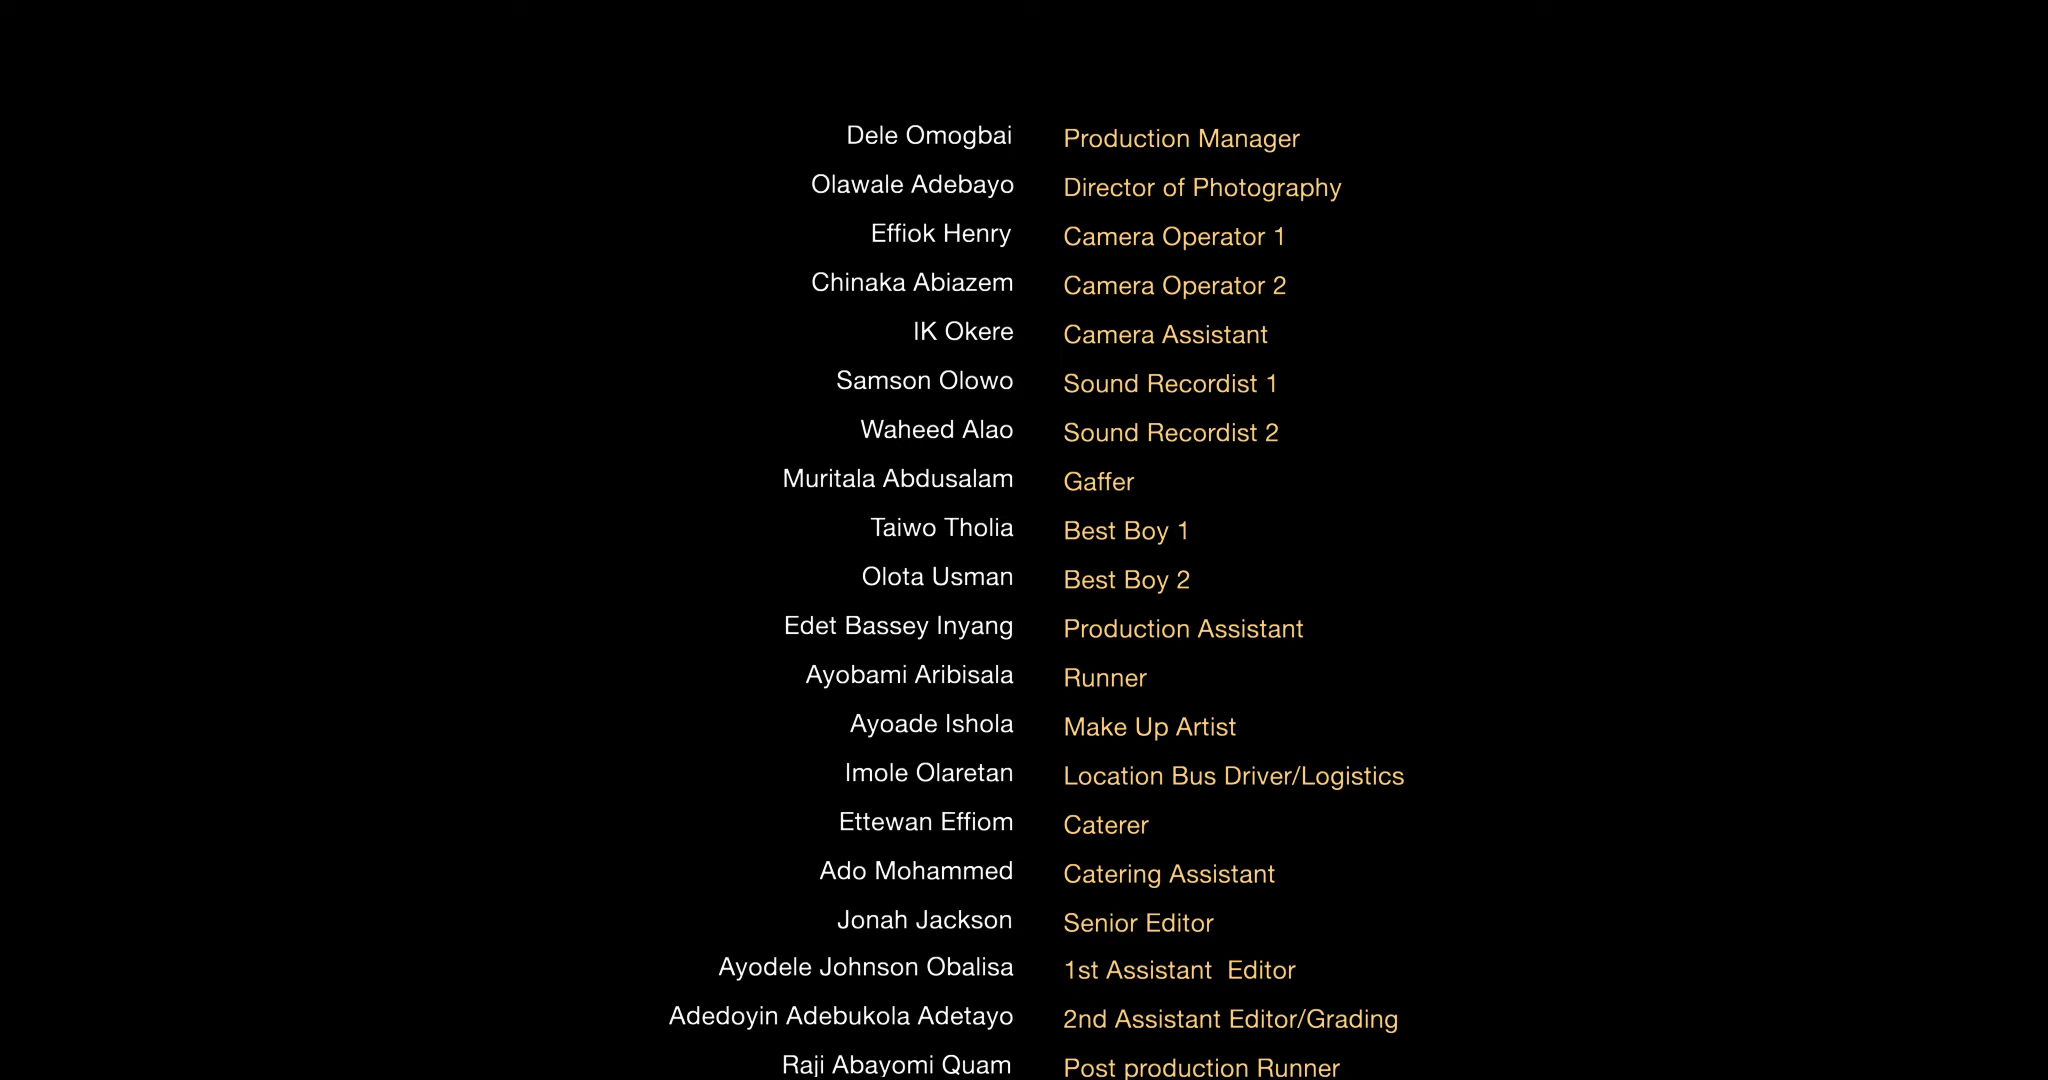 Dele Omogbai Production Manager
Olawale Adebayo Director of Photography
Effiok Henry Camera Operator 1
Chinaka Abiazem Camera Operator 2
IK Okere Camera Assistant
Samson Olowo Sound Recordist 1
Waheed Alao Sound Recordist 2
Muritala Abdusalam Gaffer
Taiwo Tholia Best Boy 1
Olota Usman Best Boy 2
Edet Bassey Inyang Production Assistant
Ayobami Aribisala Runner
Ayoade Ishola Make Up Artist
Imole Olaretan Location Bus Driver/Logistics
Ettewan Effiom Caterer
Ado Mohammed Catering Assistant
Jonah Jackson Senior Editor
Ayodele Johnson Obalisa 1st Assistant  Editor
Adedoyin Adebukola Adetayo 2nd Assistant Editor/Grading
Raji Abayomi Quam Post production Runner